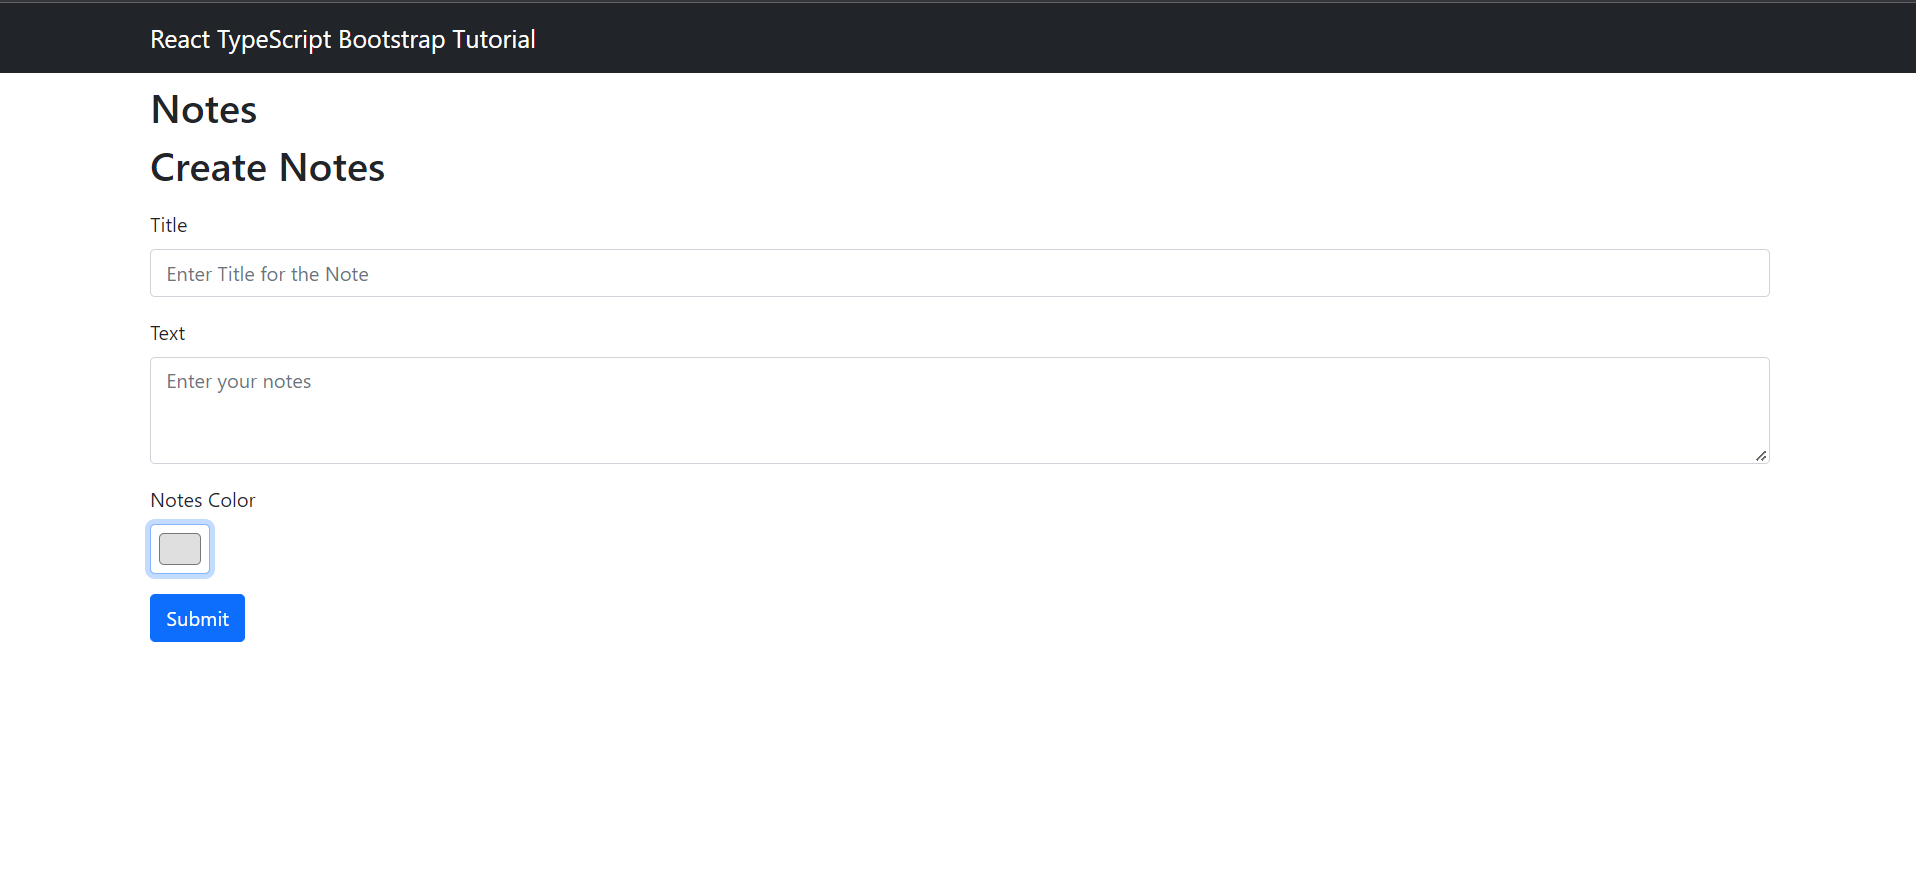 React TypeScript Bootstrap Tutorial
Notes
Create Notes
Title
Enter Title for the Note
Text
Enter your notes
Notes Color
Submit